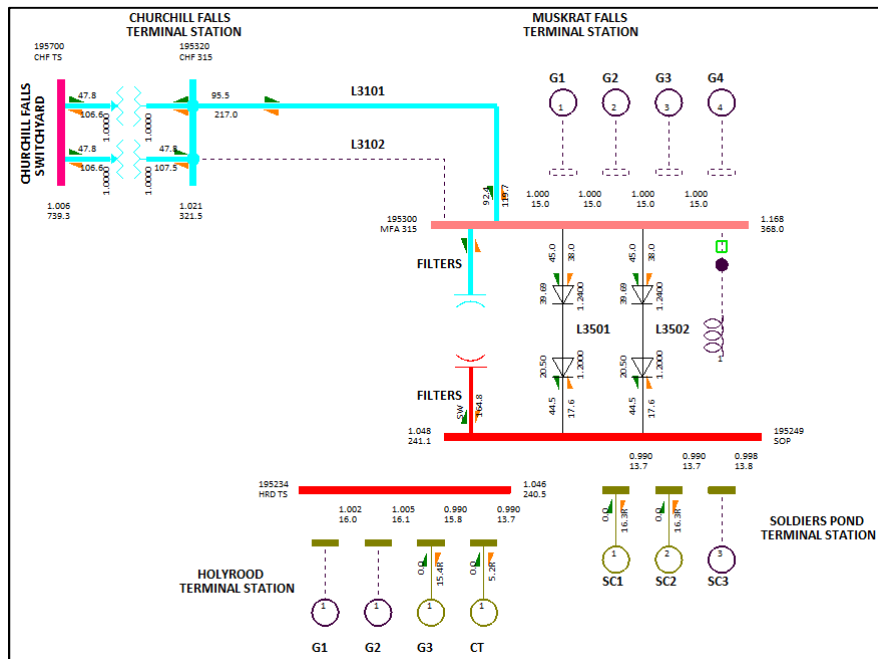 CHURCHILL FALLS
TERMINAL STATION
MUSKRAT FALLS
TERMINAL STATION
195700
CHF TS
195320
CHF 315
CHURCHILL FALLS
SWITCHYARD
47.8
106.6
1.0000
1.0000
95.5
217.0
L3101
47.8
106.6
1.0000
1.0000
47.8
107.5
L3102
1.006
739.3
1.021
321.5
G1
G2
G3
G4
1
2
3
4
92.4
119.7
1.000
15.0
1.000
15.0
1.000
15.0
1.000
15.0
195300
MFA 315
1.168
368.0
FILTERS
45.0
38.0
45.0
38.0
39.69
1.2400
39.69
1.2400
L3501
L3502
1
20.50
1.2000
20.50
1.2000
FILTERS
SW
164.8
44.5
17.6
44.5
17.6
1.048
241.1
195249
SOP
195234
HRD TS
1.046
240.5
0.990
13.7
0.990
13.7
0.998
13.8
1.002
16.0
1.005
16.1
0.990
15.8
0.990
13.7
0.0
16.3R
0.0
16.3R
SOLDIERS POND
TERMINAL STATION
1
2
3
SC1
SC2
SC3
HOLYROOD
TERMINAL STATION
0.0
15.4R
0.0
5.2R
1
1
1
1
G1
G2
G3
CT